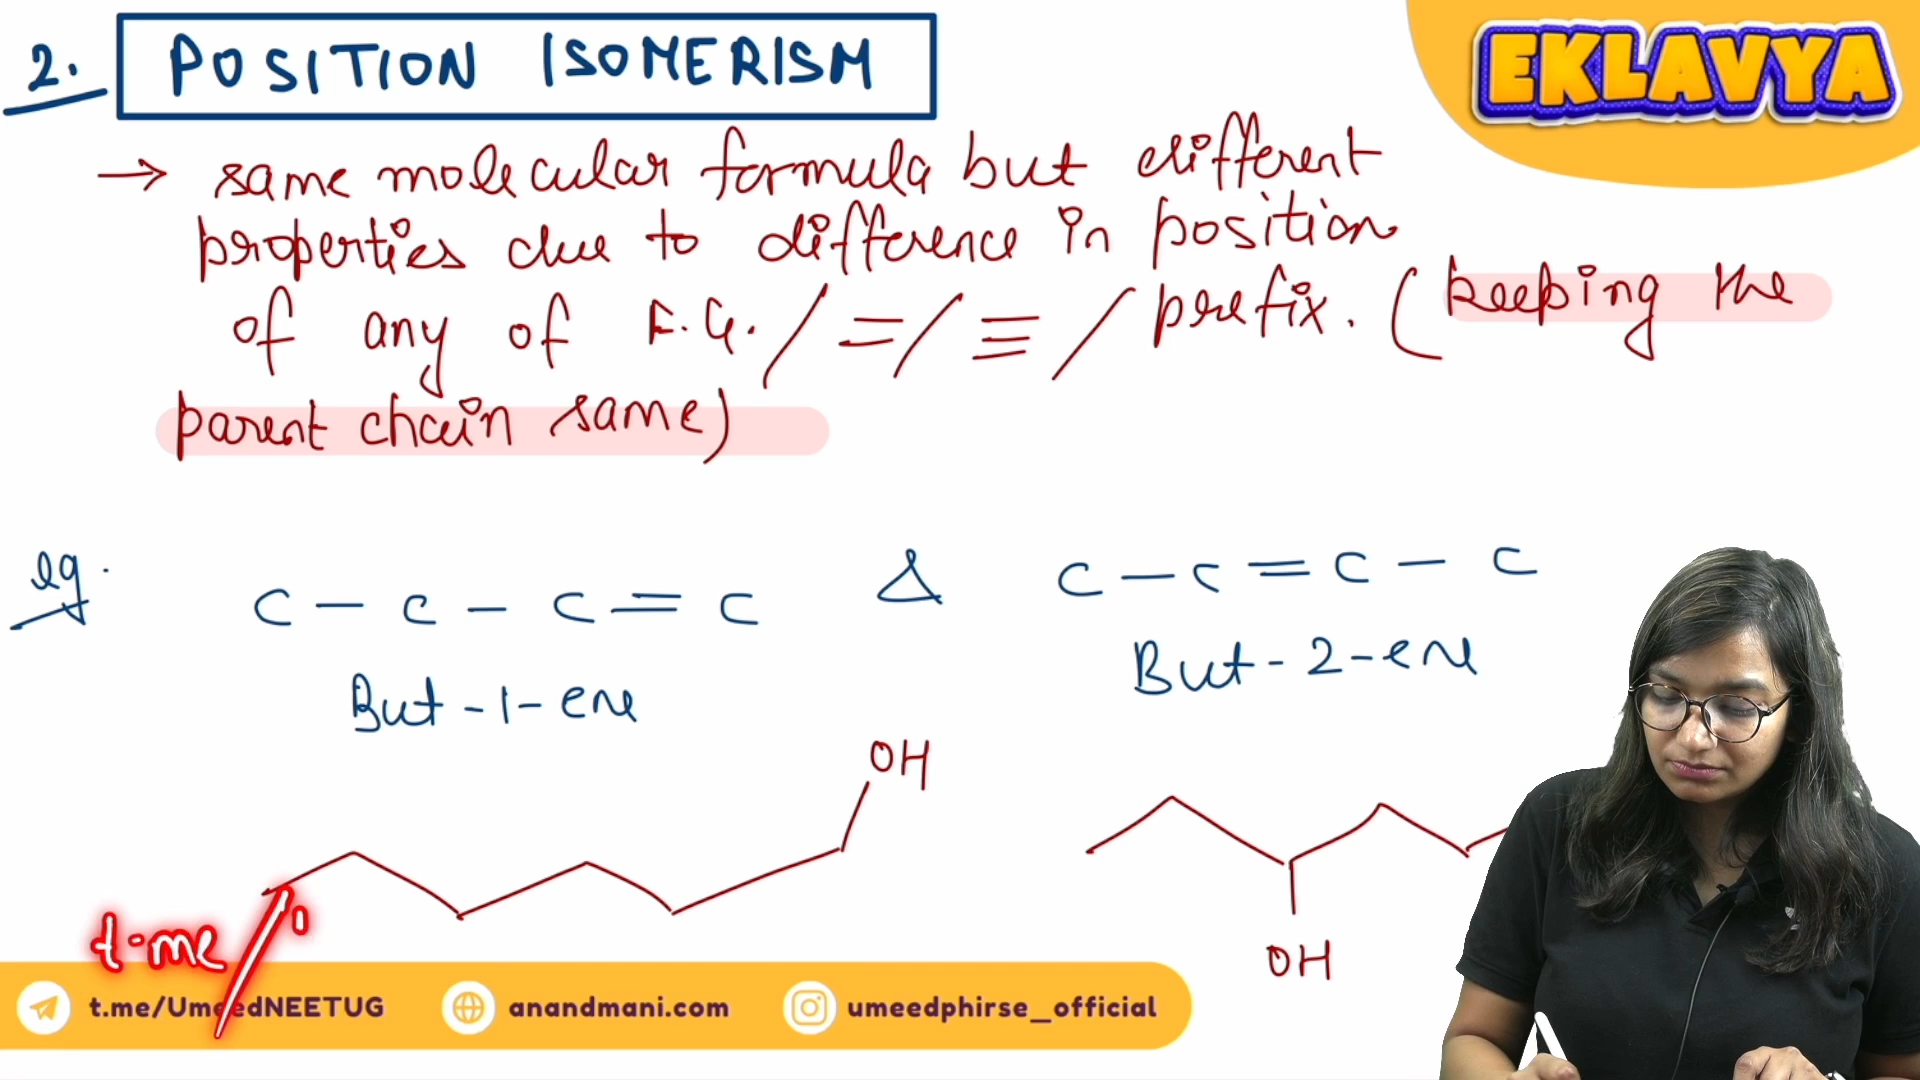 2. POSITION ISOMERISM
EKLAVYA
→ same molecular formula but different
properties due to difference in position
of any of F.G. / = / ≡ / prefix. (keeping the
parent chain same)
eg. C – C – C = C & C – C = C – C
But-1-ene But-2-ene
OH
OH
t.me/
t.me/UmeedNEETUG anandmani.com umeedphirse_official